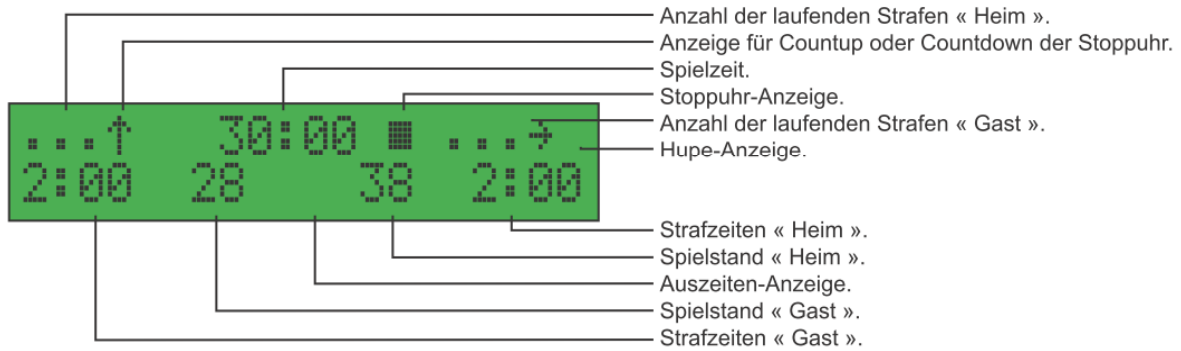 Anzahl der laufenden Strafen « Heim ».
Anzeige für Countup oder Countdown der Stoppuhr.
Spielzeit.
Stoppuhr-Anzeige.
Anzahl der laufenden Strafen « Gast ».
Hupe-Anzeige.
...↑ 30:00 ■ ...→
2:00 28 38 2:00
Strafzeiten « Heim ».
Spielstand « Heim ».
Auszeiten-Anzeige.
Spielstand « Gast ».
Strafzeiten « Gast ».